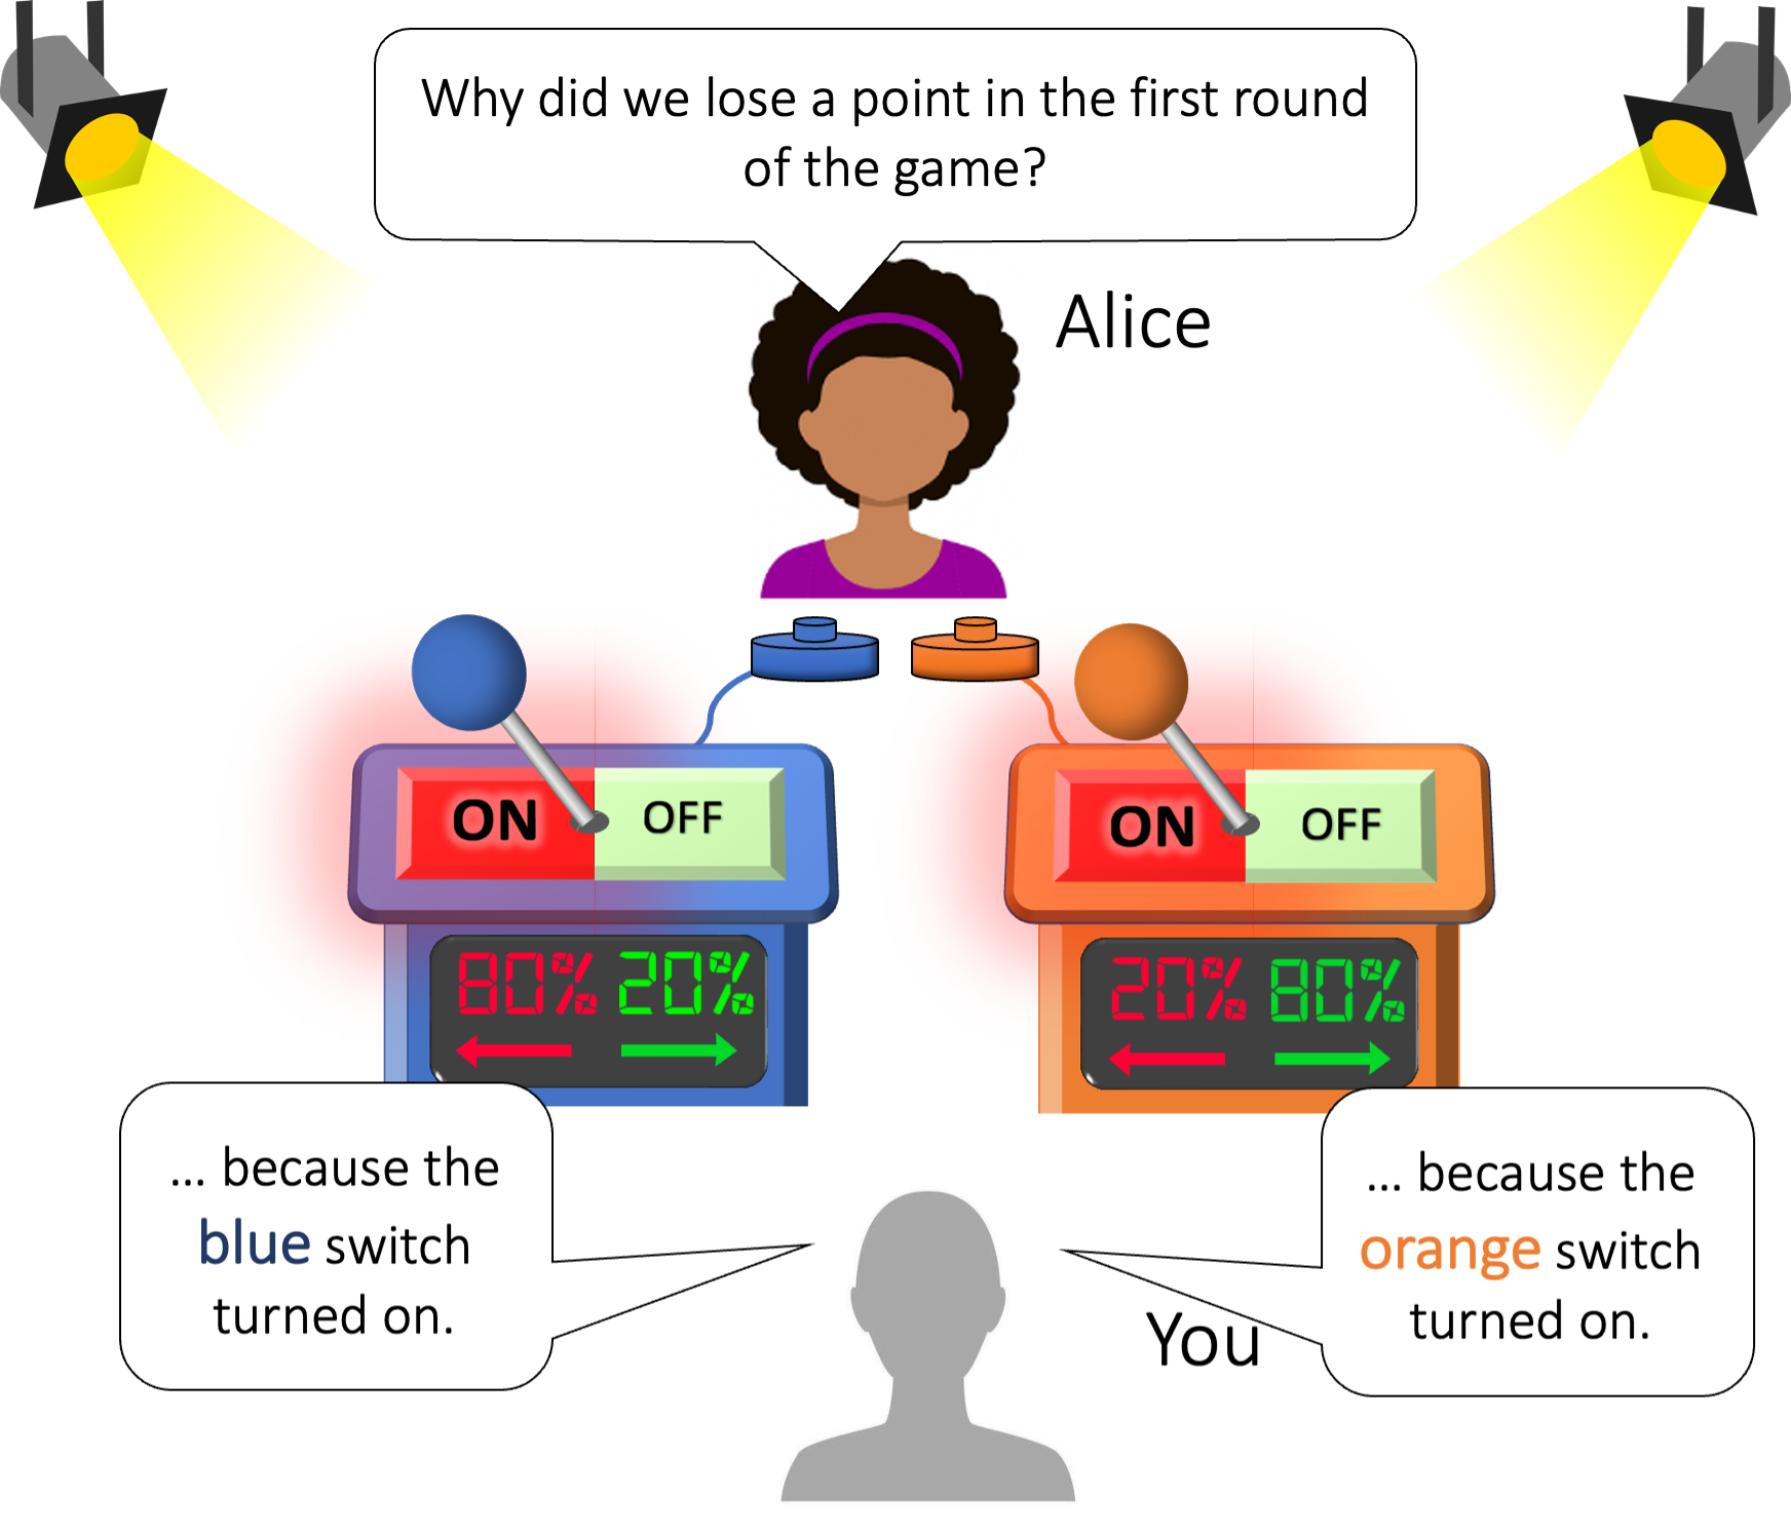 Why did we lose a point in the first round
of the game?
Alice
ON OFF
ON OFF
80% 20%
20% 80%
... because the
blue switch
turned on.
... because the
orange switch
turned on.
You